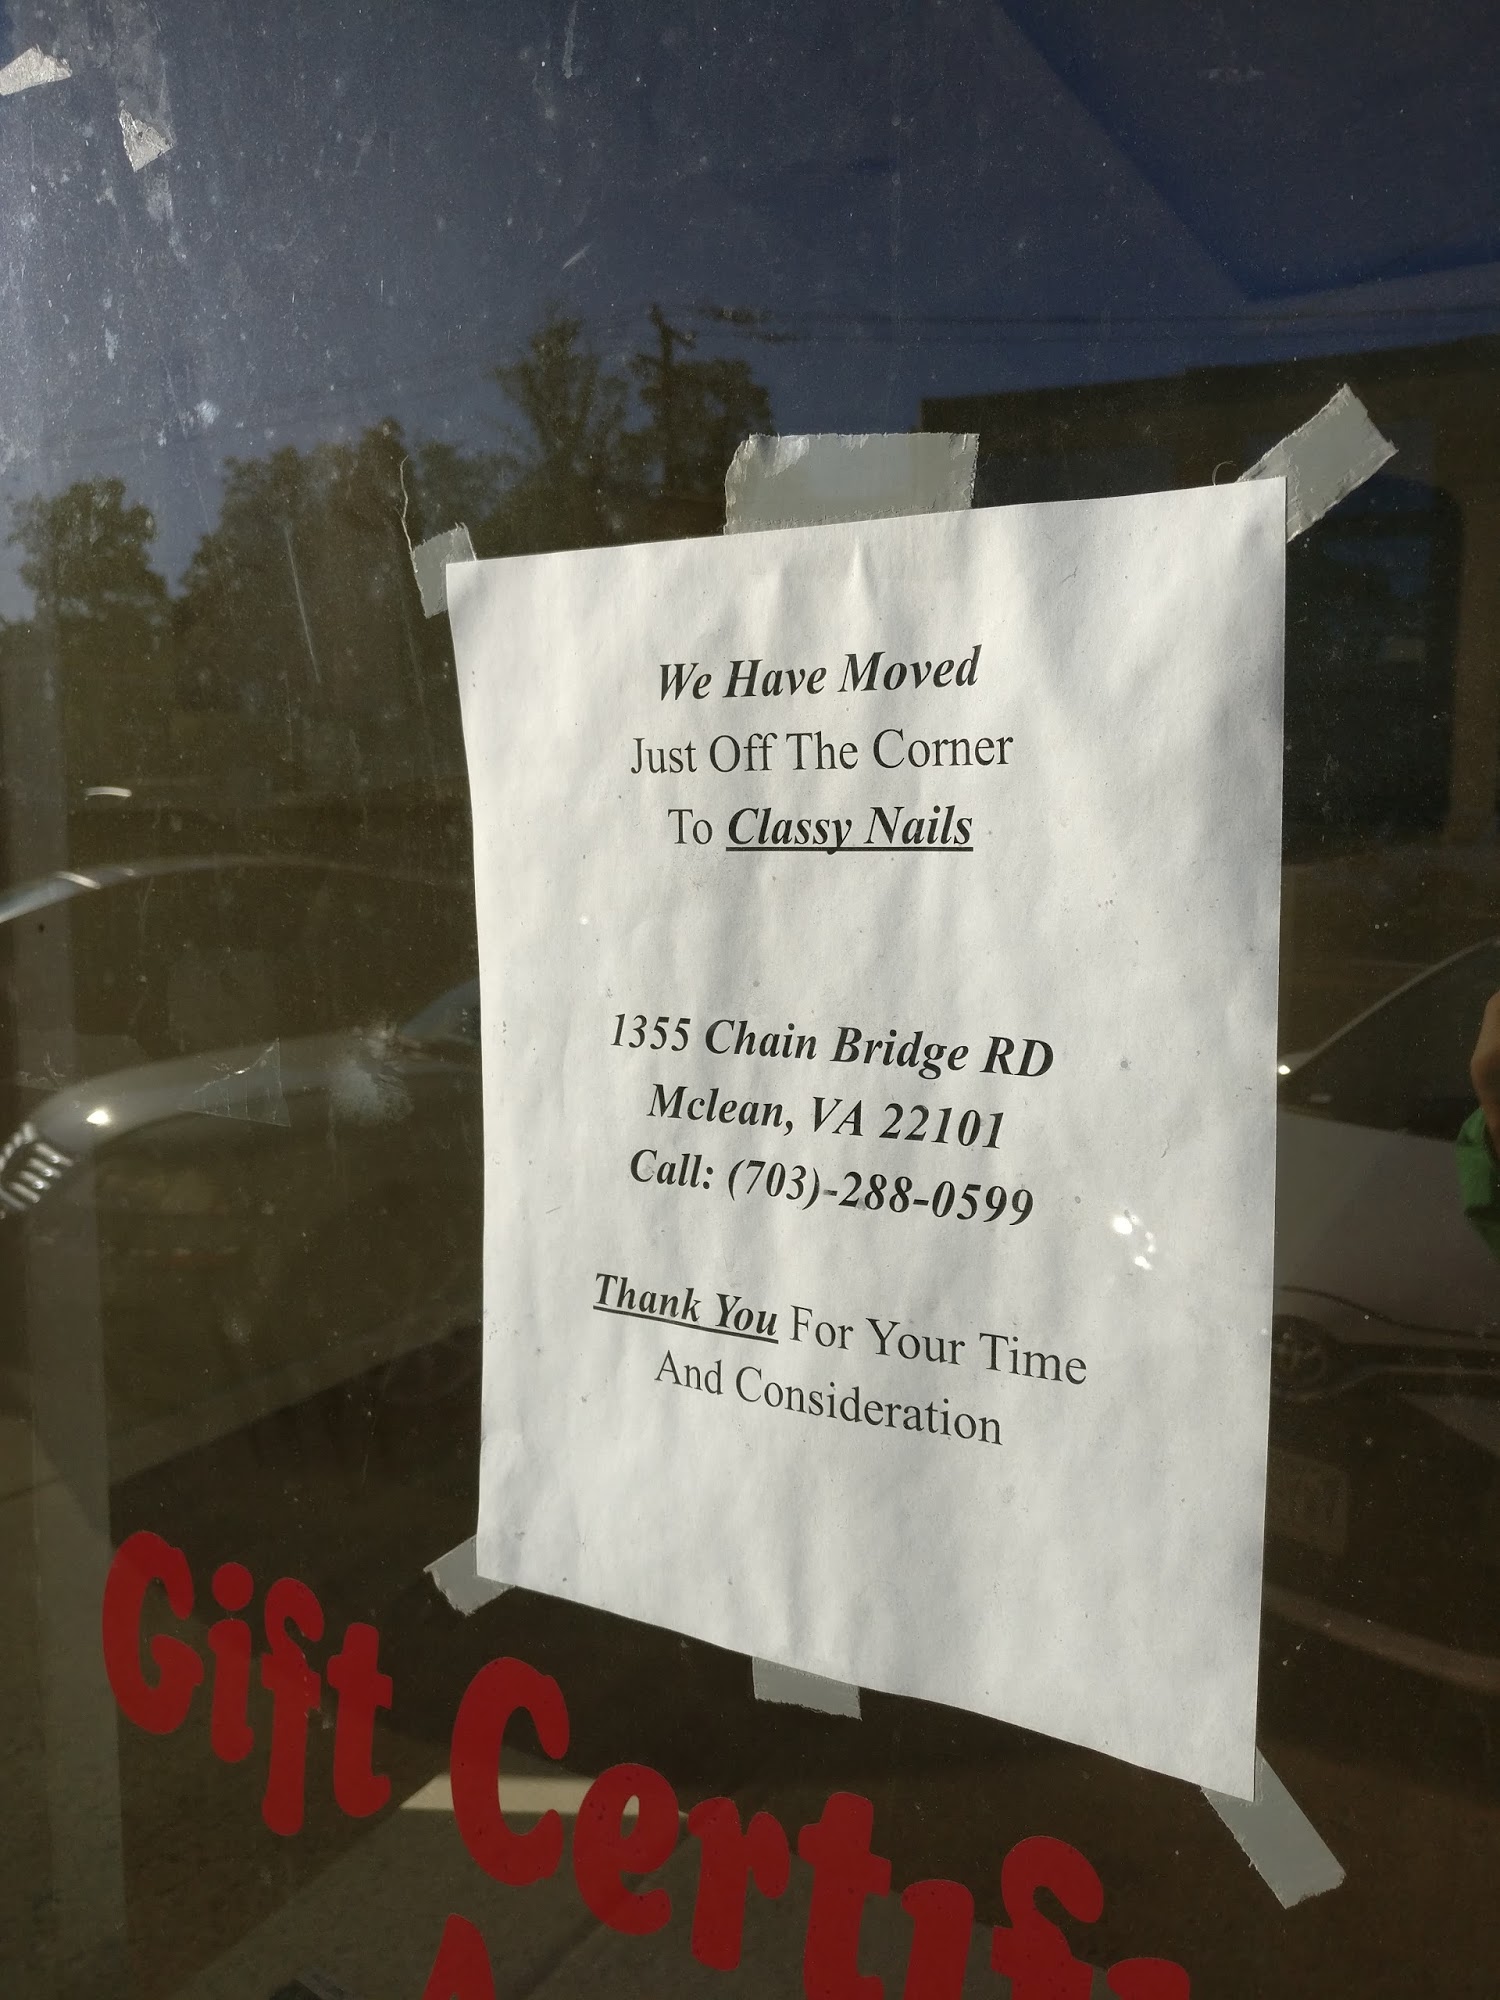 We Have Moved
Just Off The Corner
To Classy Nails
1355 Chain Bridge RD
Mclean, VA 22101
Call: (703)-288-0599
Thank You For Your Time
And Consideration
Gift Certif